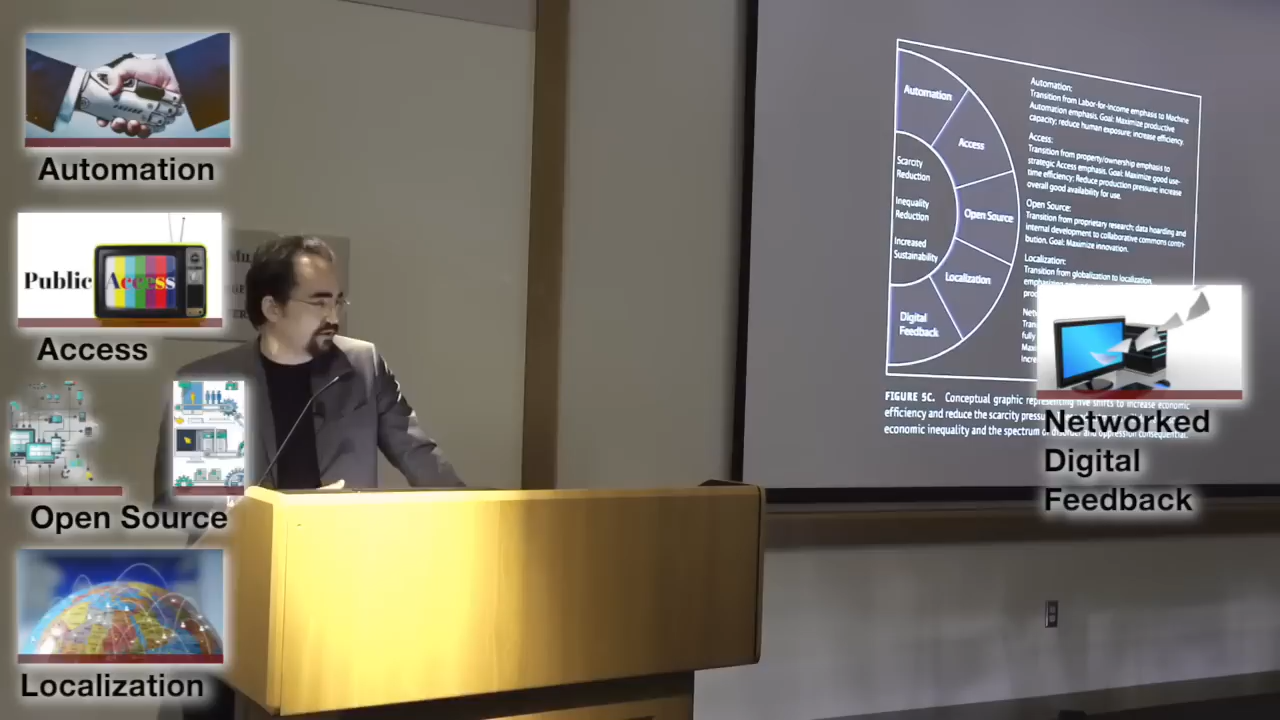 Automation
Public Access
Access
Open Source
Localization
Automation
Access
Open Source
Localization
Digital
Feedback
Scarcity
Reduction
Inequality
Reduction
Increased
Sustainability
Automation:
Transition from Labor-for-Income emphasis to Machine
Automation emphasis. Goal: Maximize productive
capacity; reduce human exposure; increase efficiency.
Access:
Transition from property/ownership emphasis to
strategic Access emphasis. Goal: Maximize good use-
time efficiency; Reduce production pressure; increase
overall good availability for use.
Open Source:
Transition from proprietary research; data hoarding and
internal development to collaborative commons contri-
bution. Goal: Maximize innovation.
Localization:
Transition from globalization to localization,
FIGURE 5C. Conceptual graphic representing five shifts to increase economic
efficiency and reduce the scarcity
economic inequality and the spectrum of disorder and oppression consequential.
Networked
Digital
Feedback